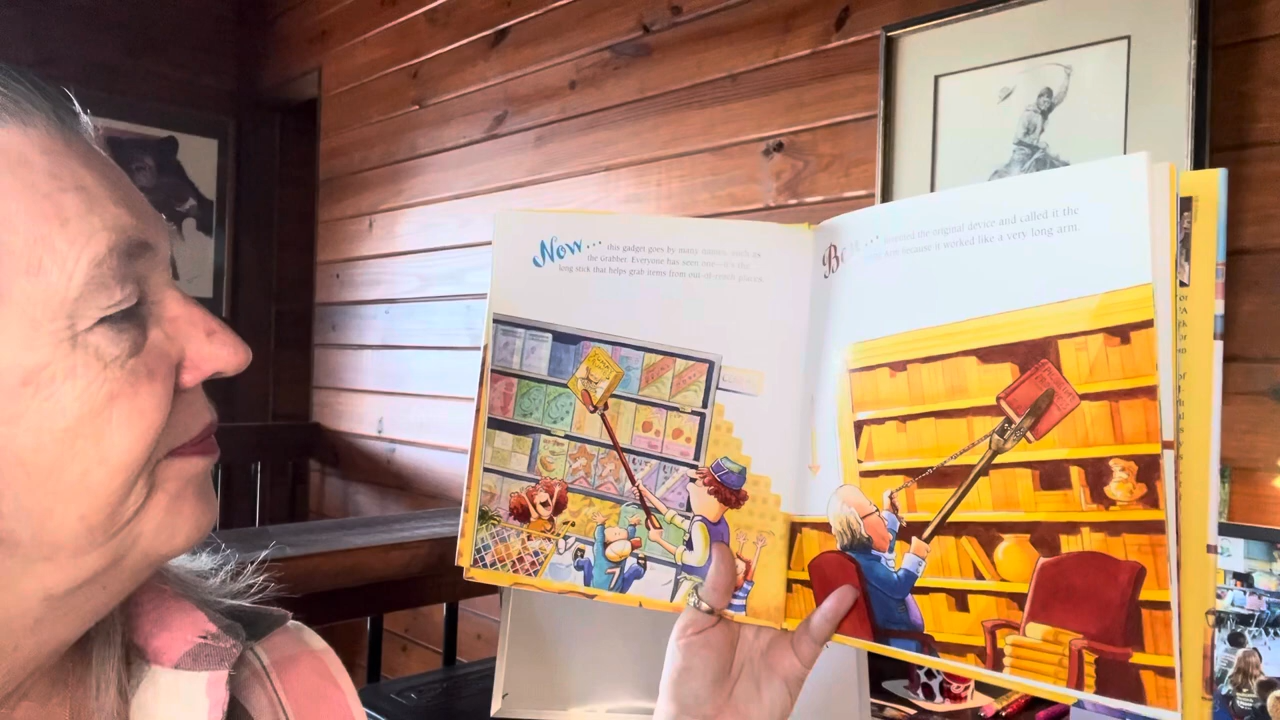 Now... this gadget goes by many names, such as
the Grabber. Everyone has seen one—it's the
long stick that helps grab items from out-of-reach places.
invented the original device and called it the
Arm because it worked like a very long arm.